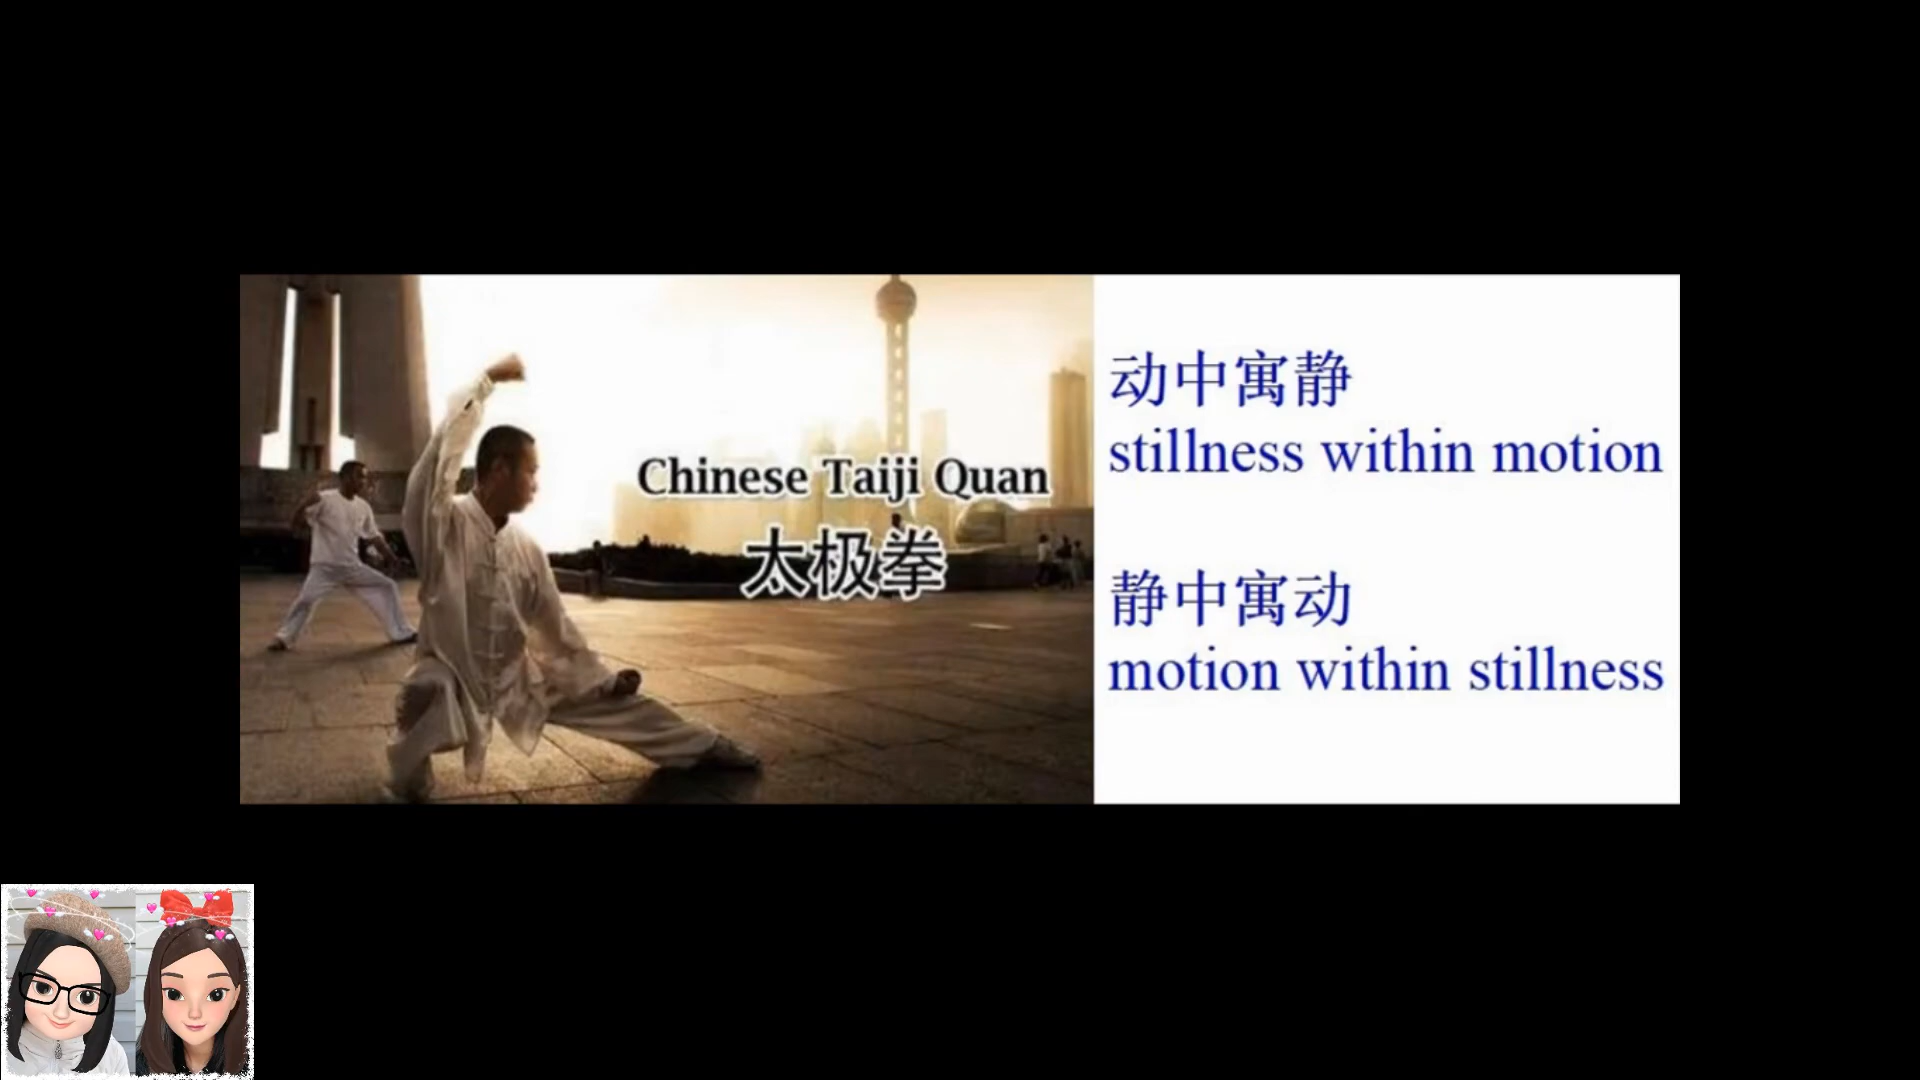 Chinese Taiji Quan
太极拳
动中寓静
stillness within motion
静中寓动
motion within stillness